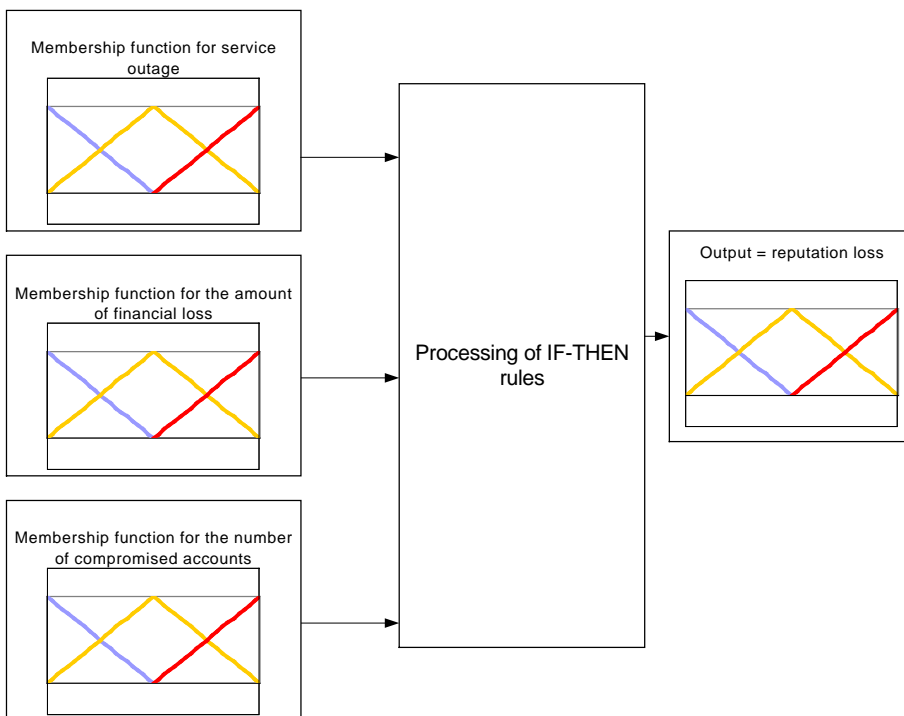 Membership function for service
outage
Membership function for the amount
of financial loss
Membership function for the number
of compromised accounts
Processing of IF-THEN
rules
Output = reputation loss